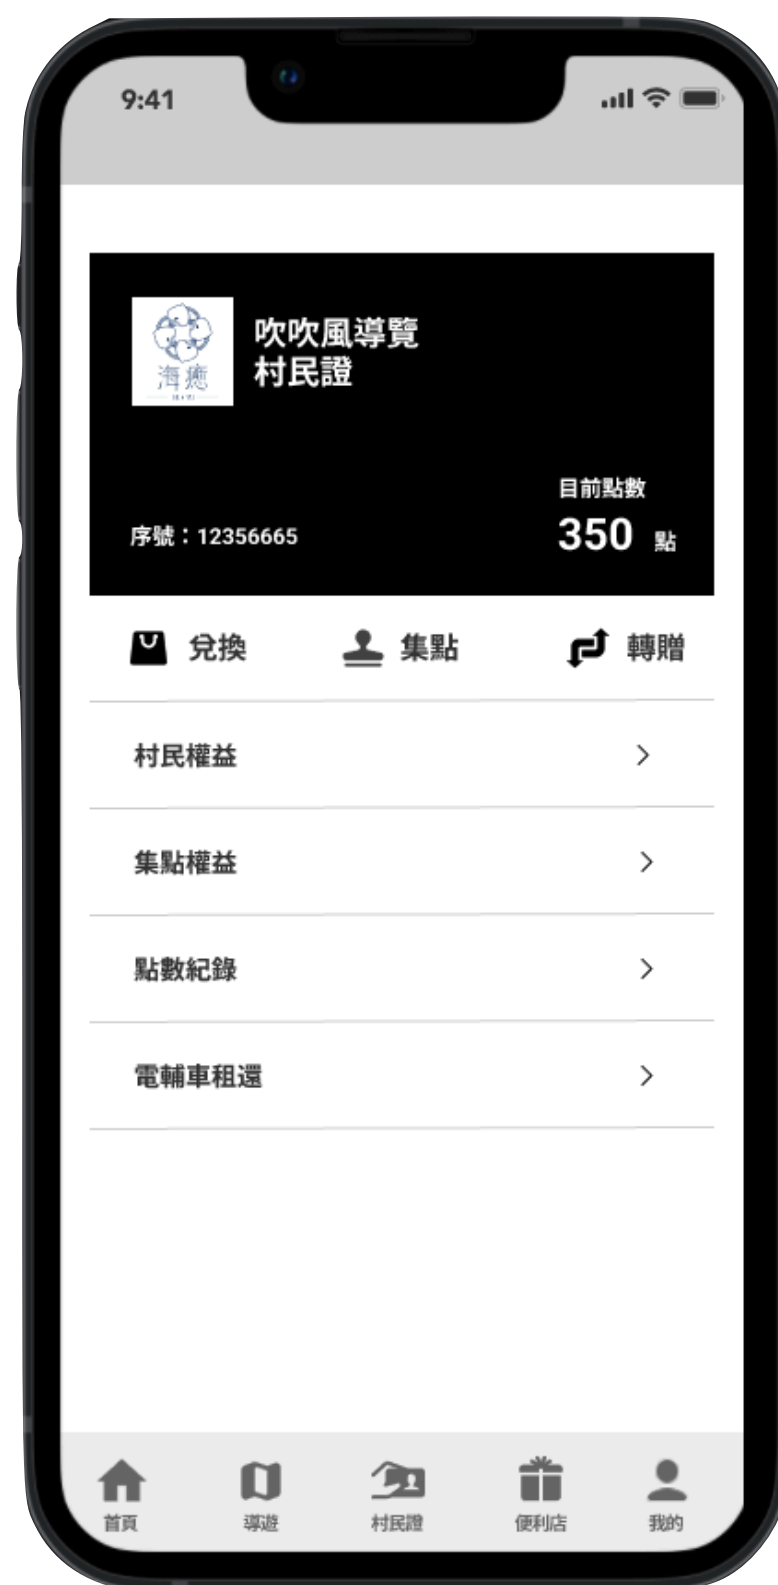 9:41
吹吹風導覽
村民證
海癒
目前點數
序號：12356665
350 點
兌換 集點 轉贈
村民權益
集點權益
點數紀錄
電輔車租還
首頁 導遊 村民證 便利店 我的